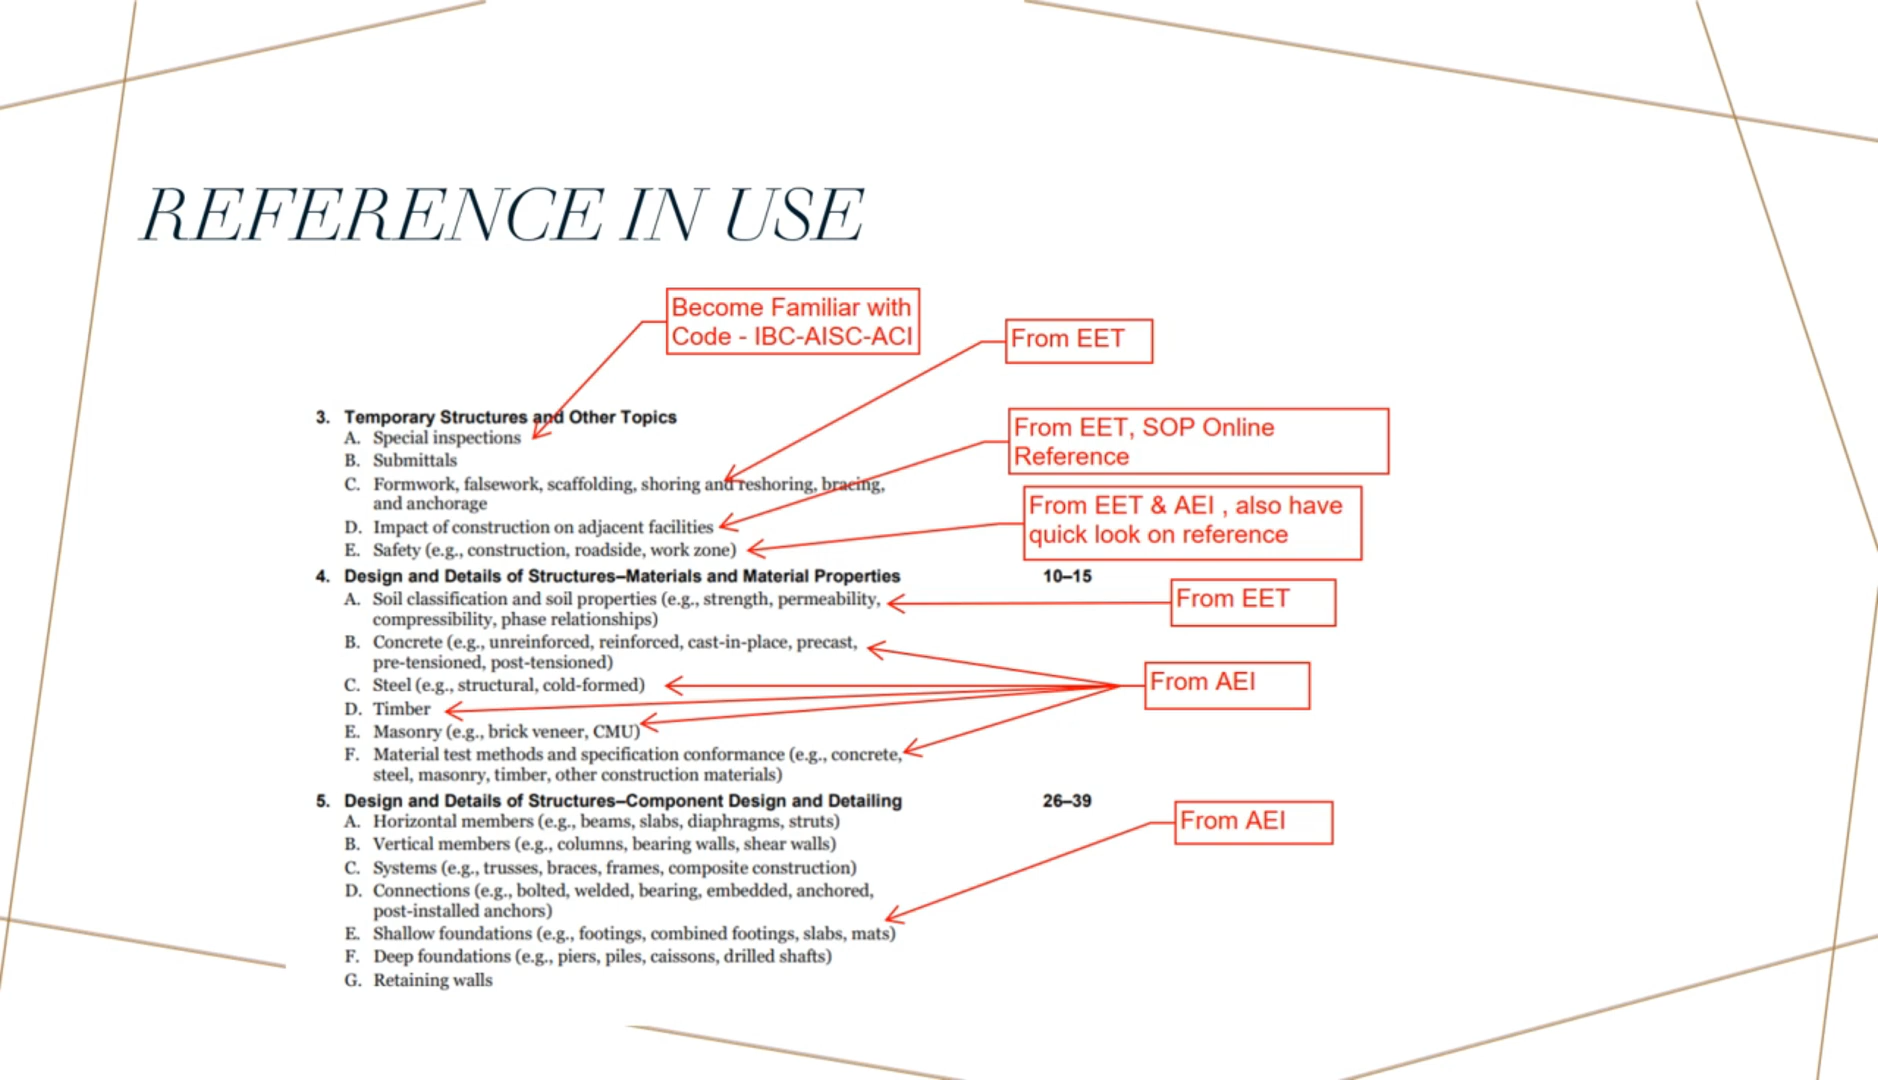 REFERENCE IN USE
Become Familiar with
Code - IBC-AISC-ACI
From EET
3. Temporary Structures and Other Topics
A. Special inspections
B. Submittals
C. Formwork, falsework, scaffolding, shoring and reshoring, bracing,
and anchorage
D. Impact of construction on adjacent facilities
E. Safety (e.g., construction, roadside, work zone)
From EET, SOP Online
Reference
From EET & AEI , also have
quick look on reference
4. Design and Details of Structures–Materials and Material Properties 10–15
A. Soil classification and soil properties (e.g., strength, permeability,
compressibility, phase relationships)
From EET
B. Concrete (e.g., unreinforced, reinforced, cast-in-place, precast,
pre-tensioned, post-tensioned)
C. Steel (e.g., structural, cold-formed)
D. Timber
E. Masonry (e.g., brick veneer, CMU)
F. Material test methods and specification conformance (e.g., concrete,
steel, masonry, timber, other construction materials)
From AEI
5. Design and Details of Structures–Component Design and Detailing 26–39
A. Horizontal members (e.g., beams, slabs, diaphragms, struts)
B. Vertical members (e.g., columns, bearing walls, shear walls)
C. Systems (e.g., trusses, braces, frames, composite construction)
D. Connections (e.g., bolted, welded, bearing, embedded, anchored,
post-installed anchors)
E. Shallow foundations (e.g., footings, combined footings, slabs, mats)
F. Deep foundations (e.g., piers, piles, caissons, drilled shafts)
G. Retaining walls
From AEI